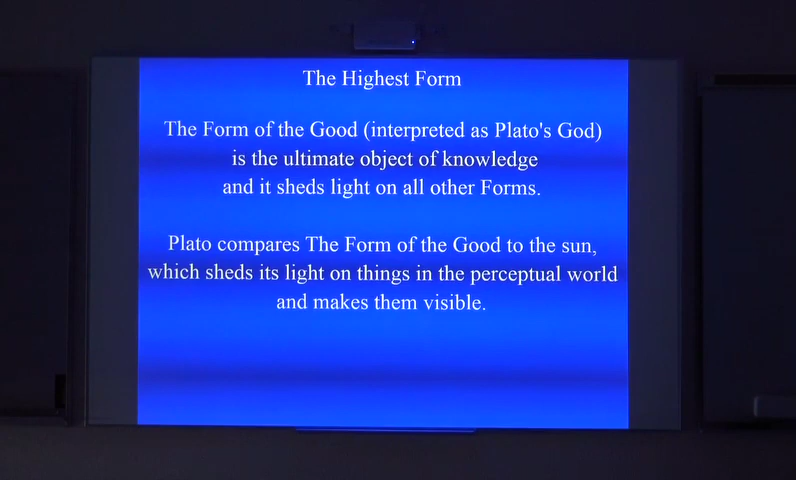 The Highest Form
The Form of the Good (interpreted as Plato's God)
is the ultimate object of knowledge
and it sheds light on all other Forms.
Plato compares The Form of the Good to the sun,
which sheds its light on things in the perceptual world
and makes them visible.